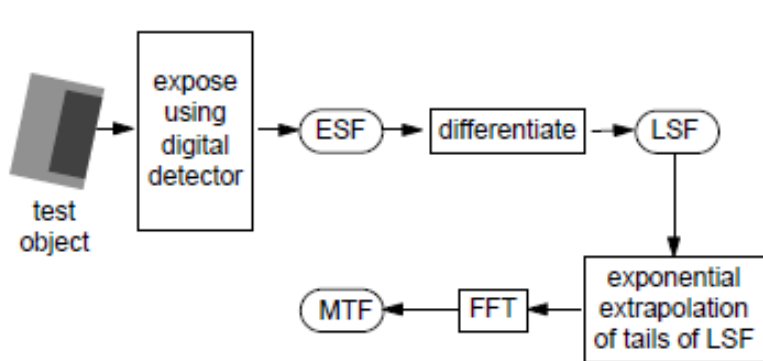 test
object
expose
using
digital
detector
ESF
differentiate
LSF
exponential
extrapolation
of tails of LSF
FFT
MTF